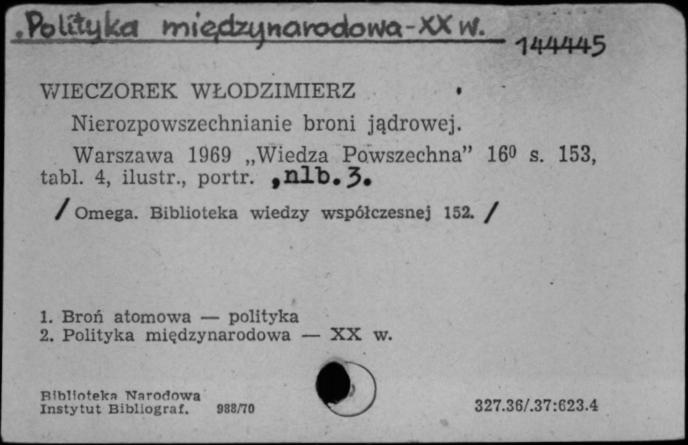 Polityka międzynarodowa - XX w.
144445
WIECZOREK WŁODZIMIERZ
Nierozpowszechnianie broni jądrowej.
Warszawa 1969 „Wiedza Powszechna” 16⁰ s. 153,
tabl. 4, ilustr., portr. , nlb. 3.
/ Omega. Biblioteka wiedzy współczesnej 152. /
1. Broń atomowa — polityka
2. Polityka międzynarodowa — XX w.
Biblioteka Narodowa
Instytut Bibliograf. 988/70
327.36/.37:623.4